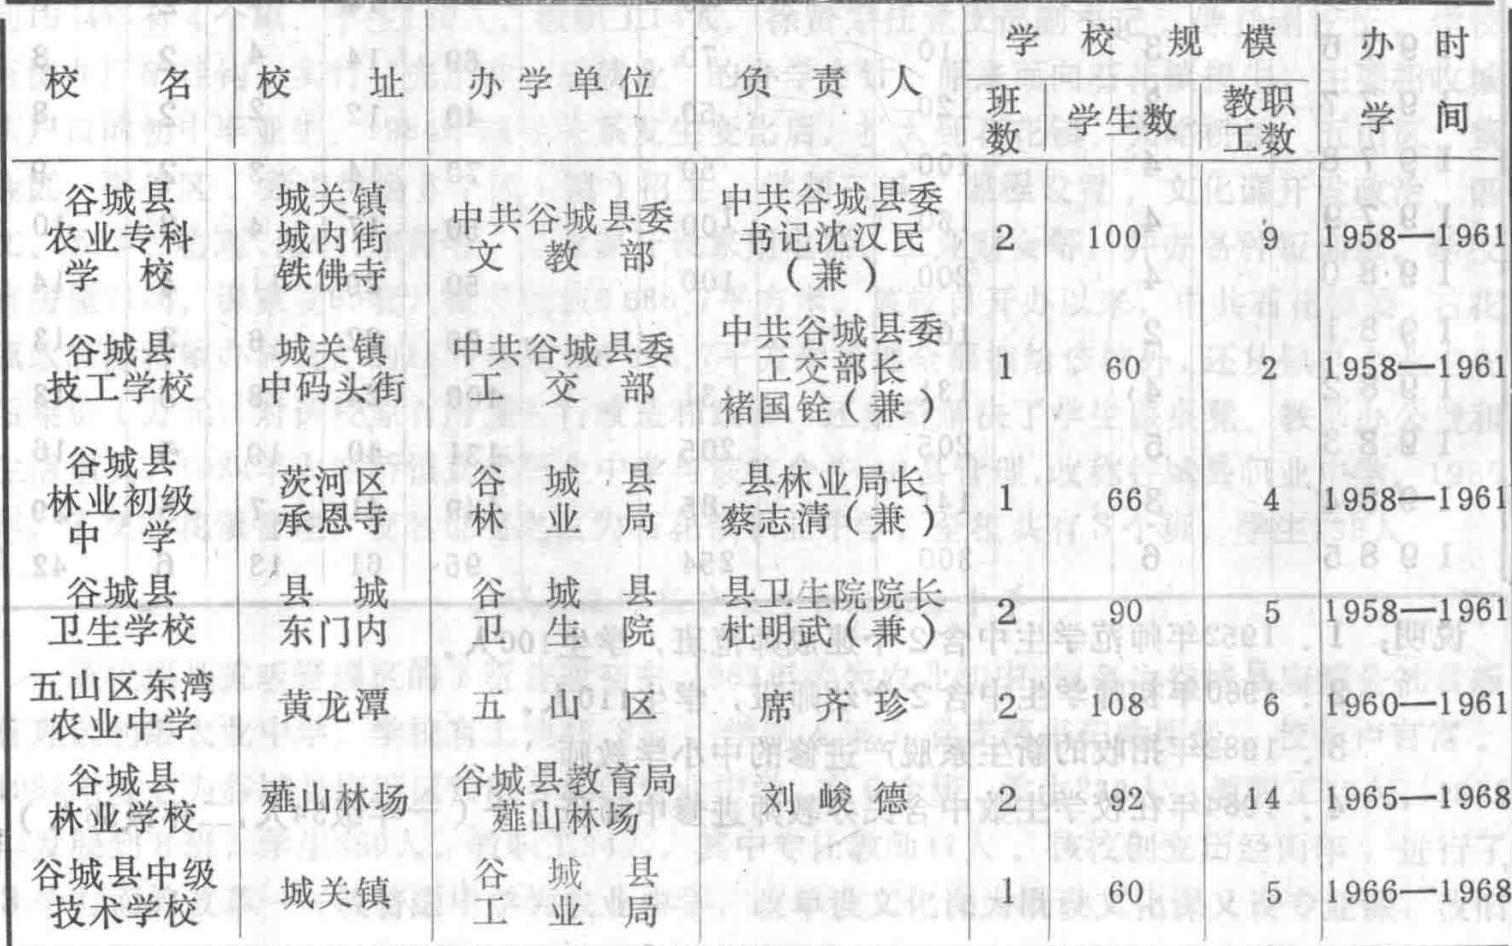 校名 校址 办学单位 负责人 学校规模 办学时间
班数 学生数 教职工数
谷城县农业专科学校 城关镇城内街铁佛寺 中共谷城县委文教部 中共谷城县委书记沈汉民（兼） 2 100 9 1958—1961
谷城县技工学校 城关镇中码头街 中共谷城县委工交部 中共谷城县委工交部长褚国铨（兼） 1 60 2 1958—1961
谷城县林业初级中学 茨河区承恩寺 谷城县林业局 县林业局长蔡志清（兼） 1 66 4 1958—1961
谷城县卫生学校 县城东门内 谷城县卫生院 县卫生院院长杜明武（兼） 2 90 5 1958—1961
五山区东湾农业中学 黄龙潭 五山区 席齐珍 2 108 6 1960—1961
谷城县林业学校 薤山林场 谷城县教育局薤山林场 刘峻德 2 92 14 1965—1968
谷城县中级技术学校 城关镇 谷城县工业局 1 60 5 1966—1968